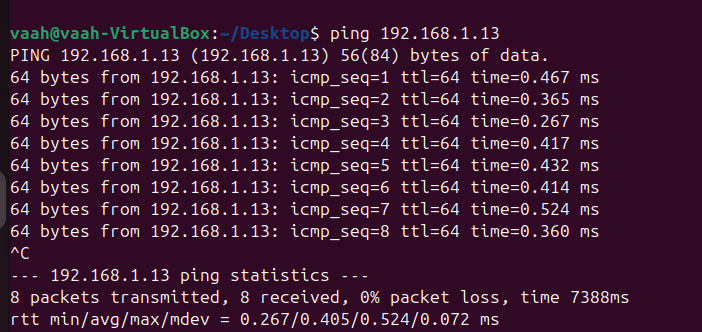 vaah@vaah-VirtualBox:~/Desktop$ ping 192.168.1.13
PING 192.168.1.13 (192.168.1.13) 56(84) bytes of data.
64 bytes from 192.168.1.13: icmp_seq=1 ttl=64 time=0.467 ms
64 bytes from 192.168.1.13: icmp_seq=2 ttl=64 time=0.365 ms
64 bytes from 192.168.1.13: icmp_seq=3 ttl=64 time=0.267 ms
64 bytes from 192.168.1.13: icmp_seq=4 ttl=64 time=0.417 ms
64 bytes from 192.168.1.13: icmp_seq=5 ttl=64 time=0.432 ms
64 bytes from 192.168.1.13: icmp_seq=6 ttl=64 time=0.414 ms
64 bytes from 192.168.1.13: icmp_seq=7 ttl=64 time=0.524 ms
64 bytes from 192.168.1.13: icmp_seq=8 ttl=64 time=0.360 ms
^C
--- 192.168.1.13 ping statistics ---
8 packets transmitted, 8 received, 0% packet loss, time 7388ms
rtt min/avg/max/mdev = 0.267/0.405/0.524/0.072 ms